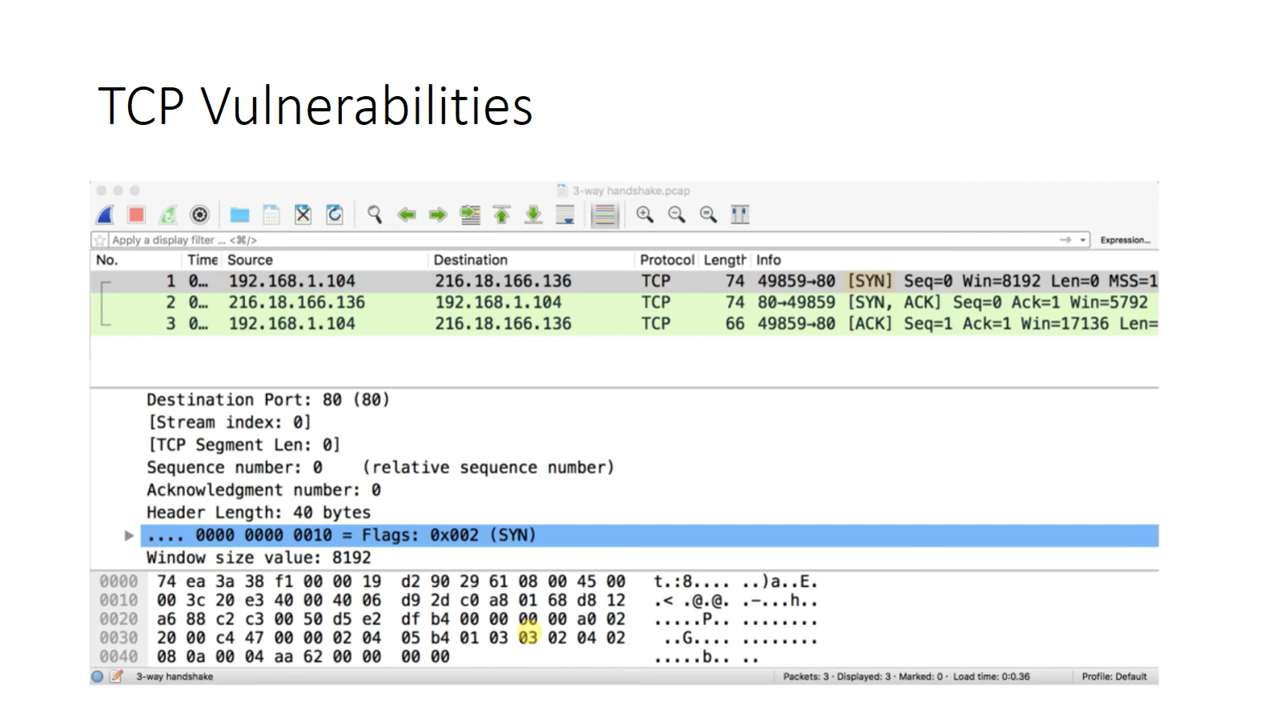 TCP Vulnerabilities
3-way handshake.pcap
Apply a display filter ... <⌘/> Expression...
No. Time Source Destination Protocol Length Info
1 0... 192.168.1.104 216.18.166.136 TCP 74 49859→80 [SYN] Seq=0 Win=8192 Len=0 MSS=1
2 0... 216.18.166.136 192.168.1.104 TCP 74 80→49859 [SYN, ACK] Seq=0 Ack=1 Win=5792
3 0... 192.168.1.104 216.18.166.136 TCP 66 49859→80 [ACK] Seq=1 Ack=1 Win=17136 Len=
Destination Port: 80 (80)
[Stream index: 0]
[TCP Segment Len: 0]
Sequence number: 0 (relative sequence number)
Acknowledgment number: 0
Header Length: 40 bytes
.... 0000 0000 0010 = Flags: 0x002 (SYN)
Window size value: 8192
0000 74 ea 3a 38 f1 00 00 19 d2 90 29 61 08 00 45 00 t.:8.... ..)a..E.
0010 00 3c 20 e3 40 00 40 06 d9 2d c0 a8 01 68 d8 12 .< .@.@. .-...h..
0020 a6 88 c2 c3 00 50 d5 e2 df b4 00 00 00 00 a0 02 .....P.. ........
0030 20 00 c4 47 00 00 02 04 05 b4 01 03 03 02 04 02 ..G.... ........
0040 08 0a 00 04 aa 62 00 00 00 00 .....b.. ..
3-way handshake Packets: 3 · Displayed: 3 · Marked: 0 · Load time: 0:0.36 Profile: Default